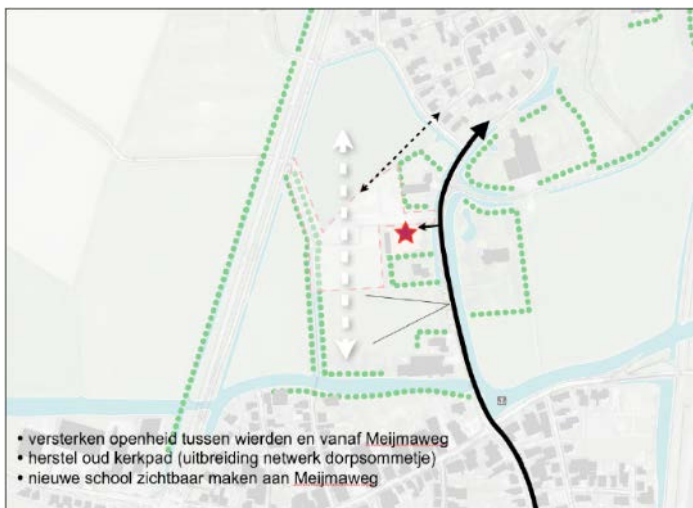 • versterken openheid tussen wierden en vanaf Meijmaweg
• herstel oud kerkpad (uitbreiding netwerk dorpsommetje)
• nieuwe school zichtbaar maken aan Meijmaweg